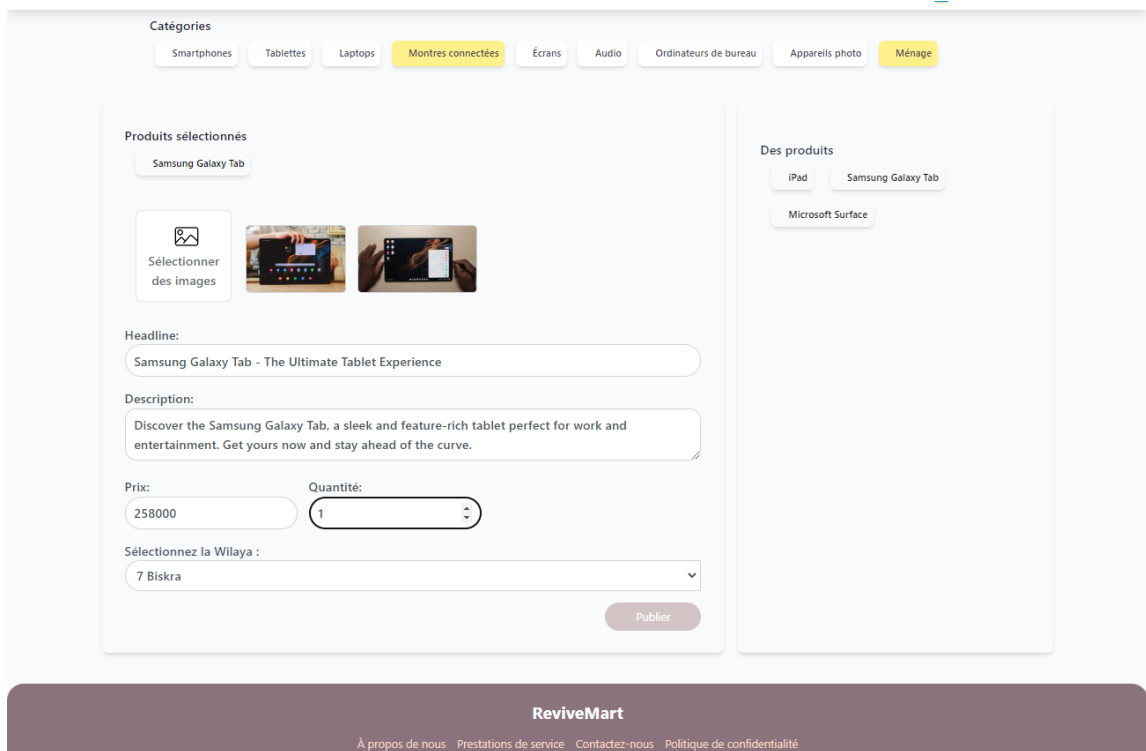 Catégories
Smartphones Tablettes Laptops Montres connectées Écrans Audio Ordinateurs de bureau Appareils photo Ménage
Produits sélectionnés
Samsung Galaxy Tab
Sélectionner
des images
Headline:
Samsung Galaxy Tab - The Ultimate Tablet Experience
Description:
Discover the Samsung Galaxy Tab, a sleek and feature-rich tablet perfect for work and
entertainment. Get yours now and stay ahead of the curve.
Prix: Quantité:
258000 1
Sélectionnez la Wilaya :
7 Biskra
Publier
Des produits
iPad Samsung Galaxy Tab
Microsoft Surface
ReviveMart
À propos de nous Prestations de service Contactez-nous Politique de confidentialité